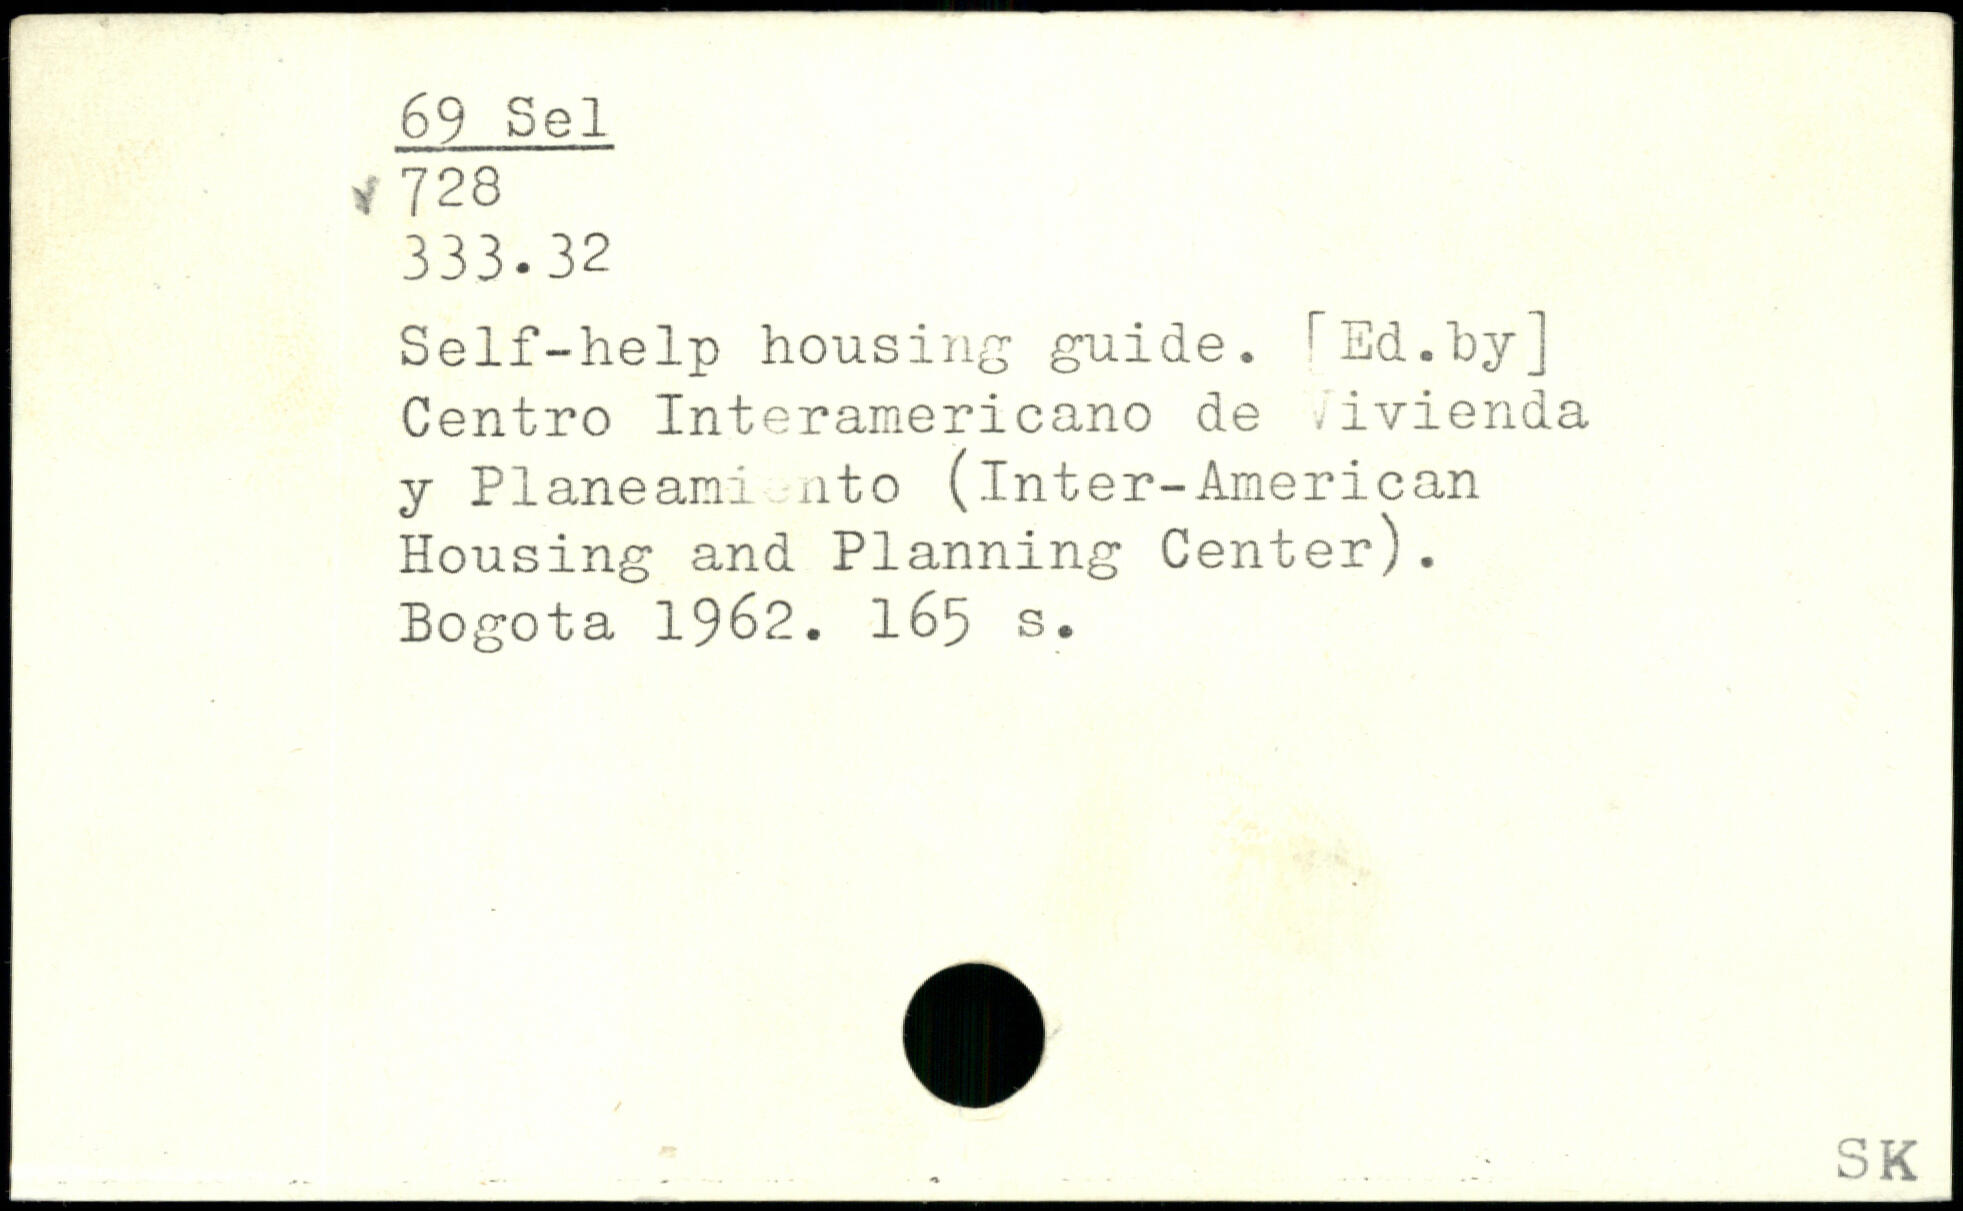 69 Sel
728
333.32
Self-help housing guide. [Ed.by]
Centro Interamericano de Vivienda
y Planeamiento (Inter-American
Housing and Planning Center).
Bogota 1962. 165 s.
SK